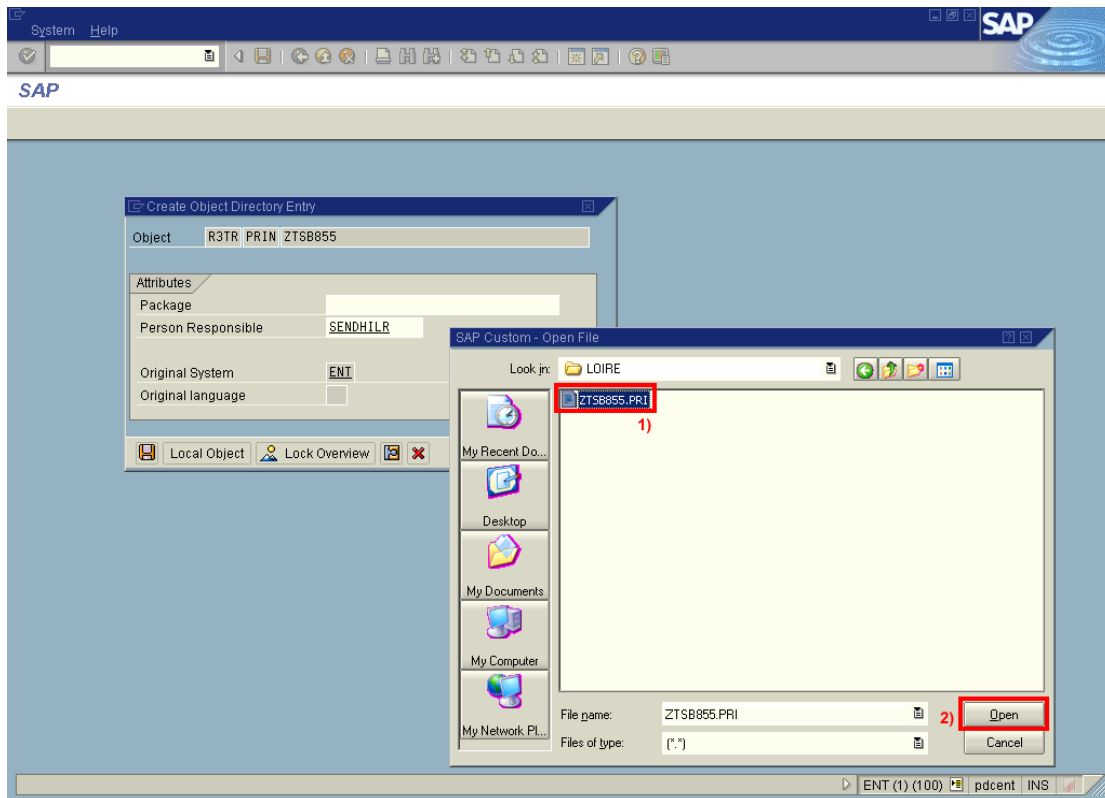 System Help
SAP
SAP
Create Object Directory Entry
Object R3TR PRIN ZTSB855
Attributes
Package
Person Responsible SENDHILR
Original System ENT
Original language
Local Object Lock Overview
SAP Custom - Open File
Look in: LOIRE
ZTSB855.PRI
1)
My Recent Do...
Desktop
My Documents
My Computer
My Network Pl...
File name: ZTSB855.PRI
2) Open
Files of type: (*.*)
Cancel
ENT (1) (100) pdcent INS